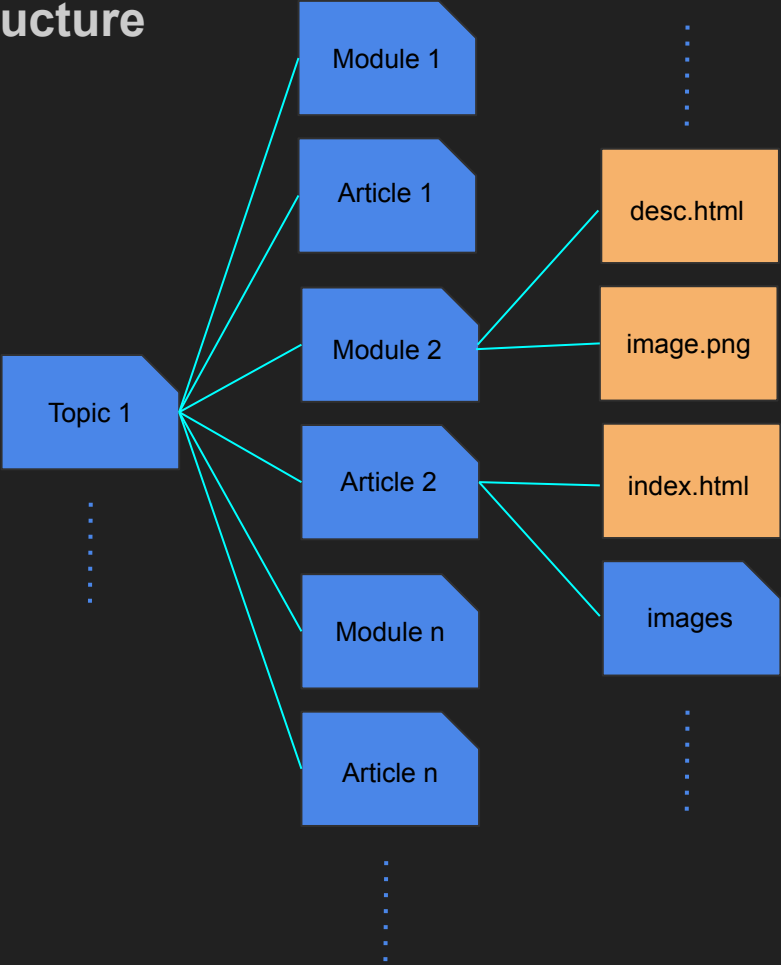 ucture
Module 1
Article 1
desc.html
Module 2
image.png
Topic 1
Article 2
index.html
Module n
images
Article n